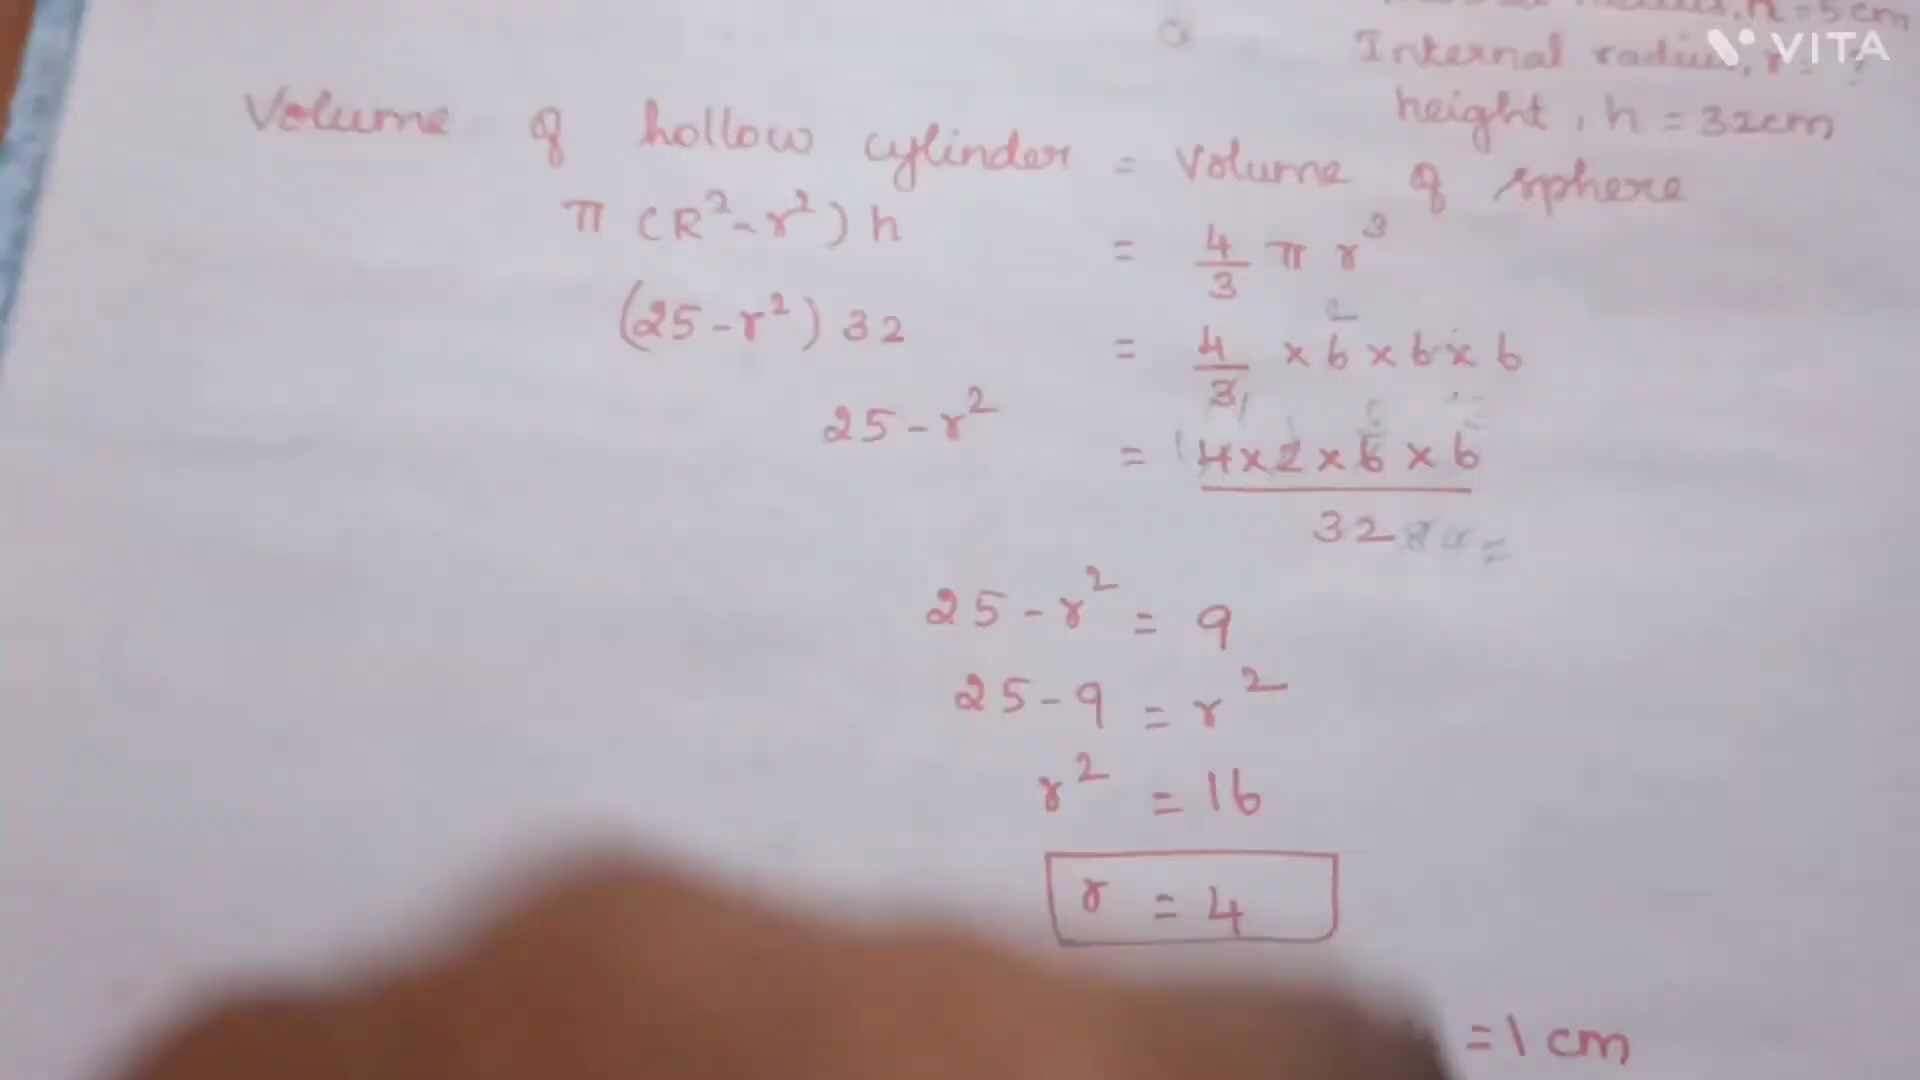 = 5cm
Internal radius, r = ?
VITA
height, h = 32cm
Volume of hollow cylinder = Volume of sphere
π (R²-r²) h = 4/3 π r³
(25-r²) 32 = 4/3 × 6 × 6 × 6
25-r² = 4×2×6×6 / 32
25-r² = 9
25-9 = r²
r² = 16
r = 4
= 1 cm